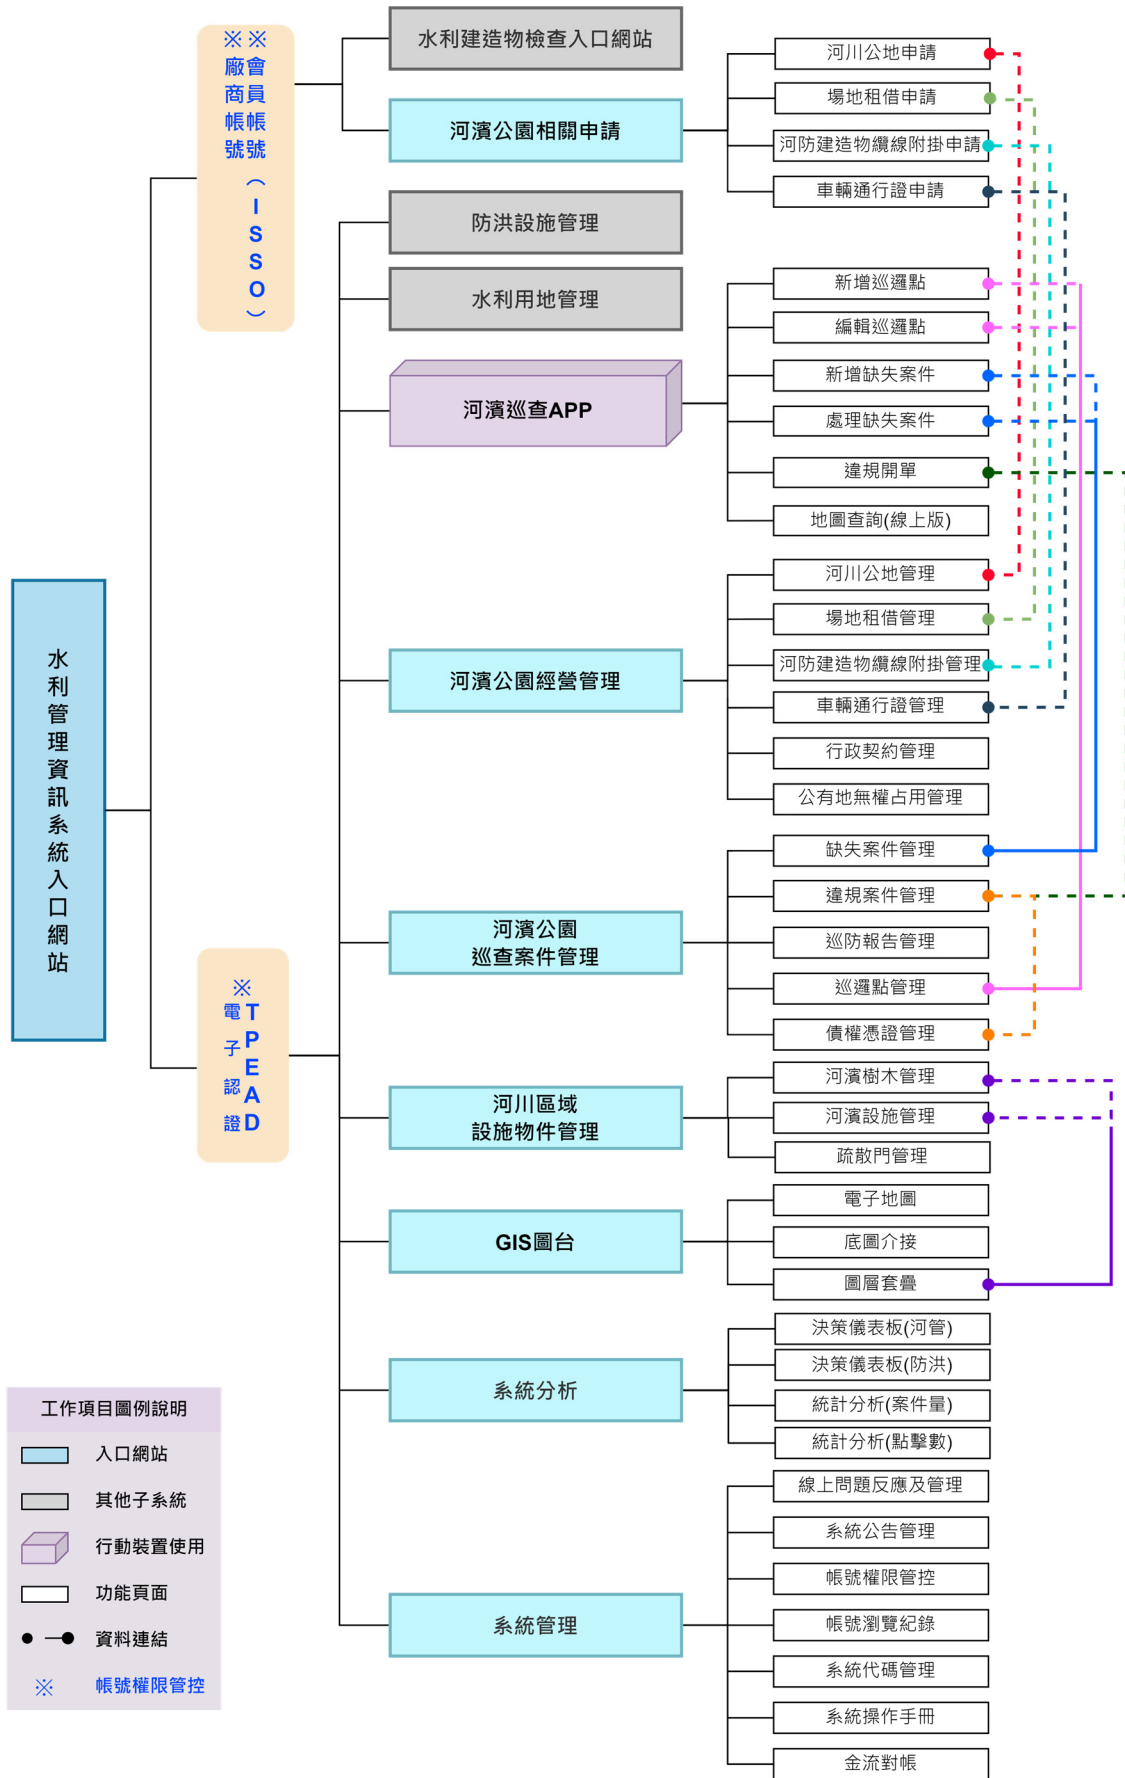 水利管理資訊系統入口網站
※會員帳號（ISSO）
※廠商帳號
※TPEAD
電子認證
水利建造物檢查入口網站
河濱公園相關申請
河川公地申請
場地租借申請
河防建造物纜線附掛申請
車輛通行證申請
防洪設施管理
水利用地管理
河濱巡查APP
新增巡邏點
編輯巡邏點
新增缺失案件
處理缺失案件
違規開單
地圖查詢(線上版)
河濱公園經營管理
河川公地管理
場地租借管理
河防建造物纜線附掛管理
車輛通行證管理
行政契約管理
公有地無權占用管理
河濱公園
巡查案件管理
缺失案件管理
違規案件管理
巡防報告管理
巡邏點管理
債權憑證管理
河川區域
設施物件管理
河濱樹木管理
河濱設施管理
疏散門管理
GIS圖台
電子地圖
底圖介接
圖層套疊
系統分析
決策儀表板(河管)
決策儀表板(防洪)
統計分析(案件量)
統計分析(點擊數)
系統管理
線上問題反應及管理
系統公告管理
帳號權限管控
帳號瀏覽紀錄
系統代碼管理
系統操作手冊
金流對帳
工作項目圖例說明
入口網站
其他子系統
行動裝置使用
功能頁面
資料連結
※ 帳號權限管控